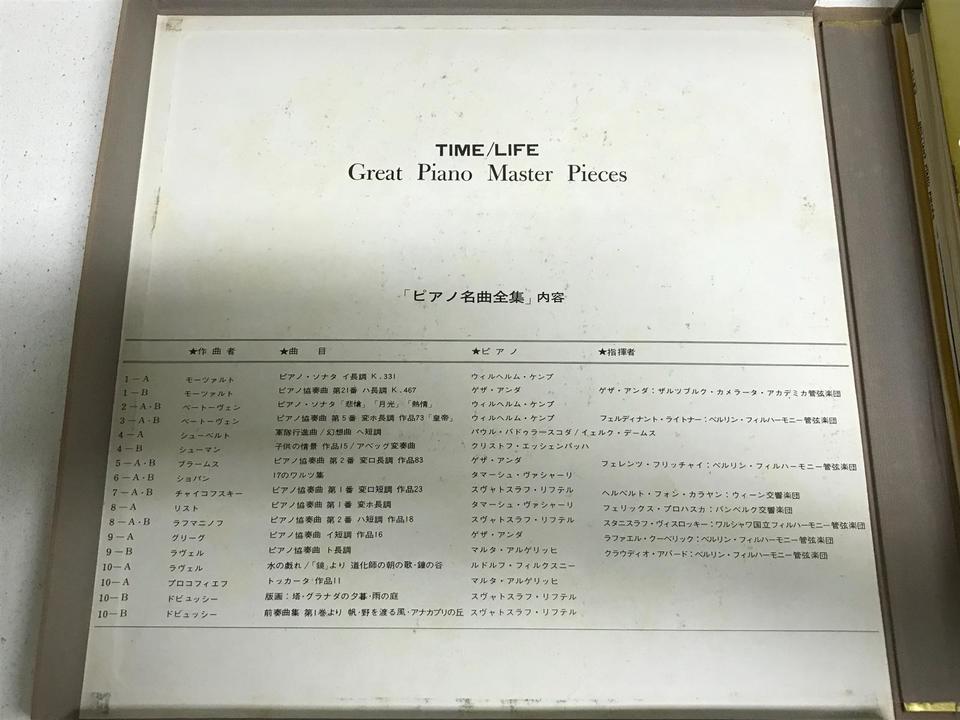 TIME/LIFE
Great Piano Master Pieces
「ピアノ名曲全集」内容
★作曲者 ★曲目 ★ピアノ ★指揮者
1－A モーツァルト ピアノ・ソナタ イ長調 K.331 ウィルヘルム・ケンプ
1－B モーツァルト ピアノ協奏曲 第21番 ハ長調 K.467 ゲザ・アンダ ゲザ・アンダ：ザルツブルク・カメラータ・アカデミカ管弦楽団
2－A・B ベートーヴェン ピアノ・ソナタ「悲愴」「月光」「熱情」 ウィルヘルム・ケンプ
3－A・B ベートーヴェン ピアノ協奏曲 第5番 変ホ長調 作品73「皇帝」 ウィルヘルム・ケンプ フェルディナント・ライトナー：ベルリン・フィルハーモニー管弦楽団
4－A シューベルト 軍隊行進曲/幻想曲 ヘ短調 パウル・バドゥラ=スコダ/イェルク・デームス
4－B シューマン 子供の情景 作品15/アベッグ変奏曲 クリストフ・エッシェンバッハ
5－A・B ブラームス ピアノ協奏曲 第2番 変ロ長調 作品83 ゲザ・アンダ フェレンツ・フリッチャイ：ベルリン・フィルハーモニー管弦楽団
6－A・B ショパン 17のワルツ集 タマーシュ・ヴァシャーリ
7－A・B チャイコフスキー ピアノ協奏曲 第1番 変ロ短調 作品23 スヴャトスラフ・リフテル ヘルベルト・フォン・カラヤン：ウィーン交響楽団
8－A リスト ピアノ協奏曲 第1番 変ホ長調 タマーシュ・ヴァシャーリ フェリックス・プロハスカ：バンベルク交響楽団
8－A・B ラフマニノフ ピアノ協奏曲 第2番 ハ短調 作品18 スヴャトスラフ・リフテル スタニスラフ・ヴィスロッキー：ワルシャワ国立フィルハーモニー管弦楽団
9－A グリーグ ピアノ協奏曲 イ短調 作品16 ゲザ・アンダ ラファエル・クーベリック：ベルリン・フィルハーモニー管弦楽団
9－B ラヴェル ピアノ協奏曲 ト長調 マルタ・アルゲリッヒ クラウディオ・アバード：ベルリン・フィルハーモニー管弦楽団
10－A ラヴェル 水の戯れ/「鏡」より 道化師の朝の歌・鐘の谷 ルドルフ・フィルクスニー
10－A プロコフィエフ トッカータ 作品11 マルタ・アルゲリッヒ
10－B ドビュッシー 版画：塔・グラナダの夕暮・雨の庭 スヴャトスラフ・リフテル
10－B ドビュッシー 前奏曲集 第1巻より 帆・野を渡る風・アナカプリの丘 スヴャトスラフ・リフテル